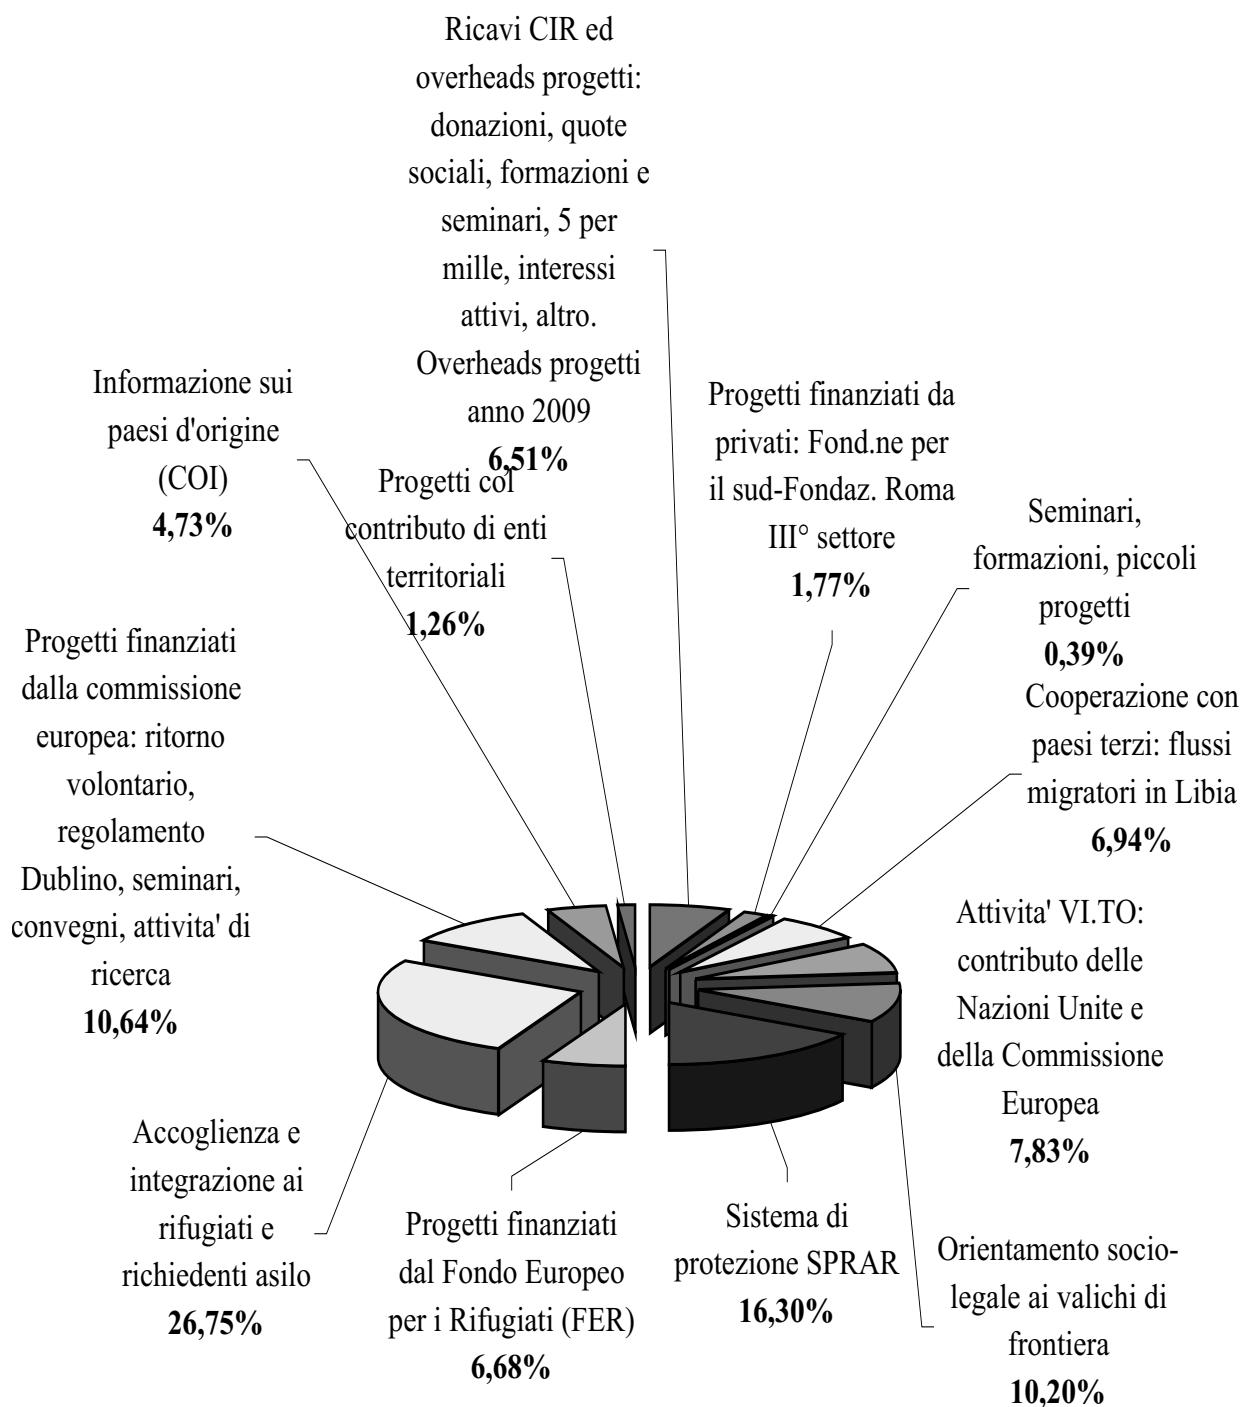 Ricavi CIR ed
overheads progetti:
donazioni, quote
sociali, formazioni e
seminari, 5 per
mille, interessi
attivi, altro.
Overheads progetti
anno 2009
6,51%
Informazione sui
paesi d'origine
(COI)
4,73%
Progetti col
contributo di enti
territoriali
1,26%
Progetti finanziati da
privati: Fond.ne per
il sud-Fondaz. Roma
III° settore
1,77%
Seminari,
formazioni, piccoli
progetti
0,39%
Progetti finanziati
dalla commissione
europea: ritorno
volontario,
regolamento
Dublino, seminari,
convegni, attivita' di
ricerca
10,64%
Cooperazione con
paesi terzi: flussi
migratori in Libia
6,94%
Attivita' VI.TO:
contributo delle
Nazioni Unite e
della Commissione
Europea
7,83%
Accoglienza e
integrazione ai
rifugiati e
richiedenti asilo
26,75%
Progetti finanziati
dal Fondo Europeo
per i Rifugiati (FER)
6,68%
Sistema di
protezione SPRAR
16,30%
Orientamento socio-
legale ai valichi di
frontiera
10,20%